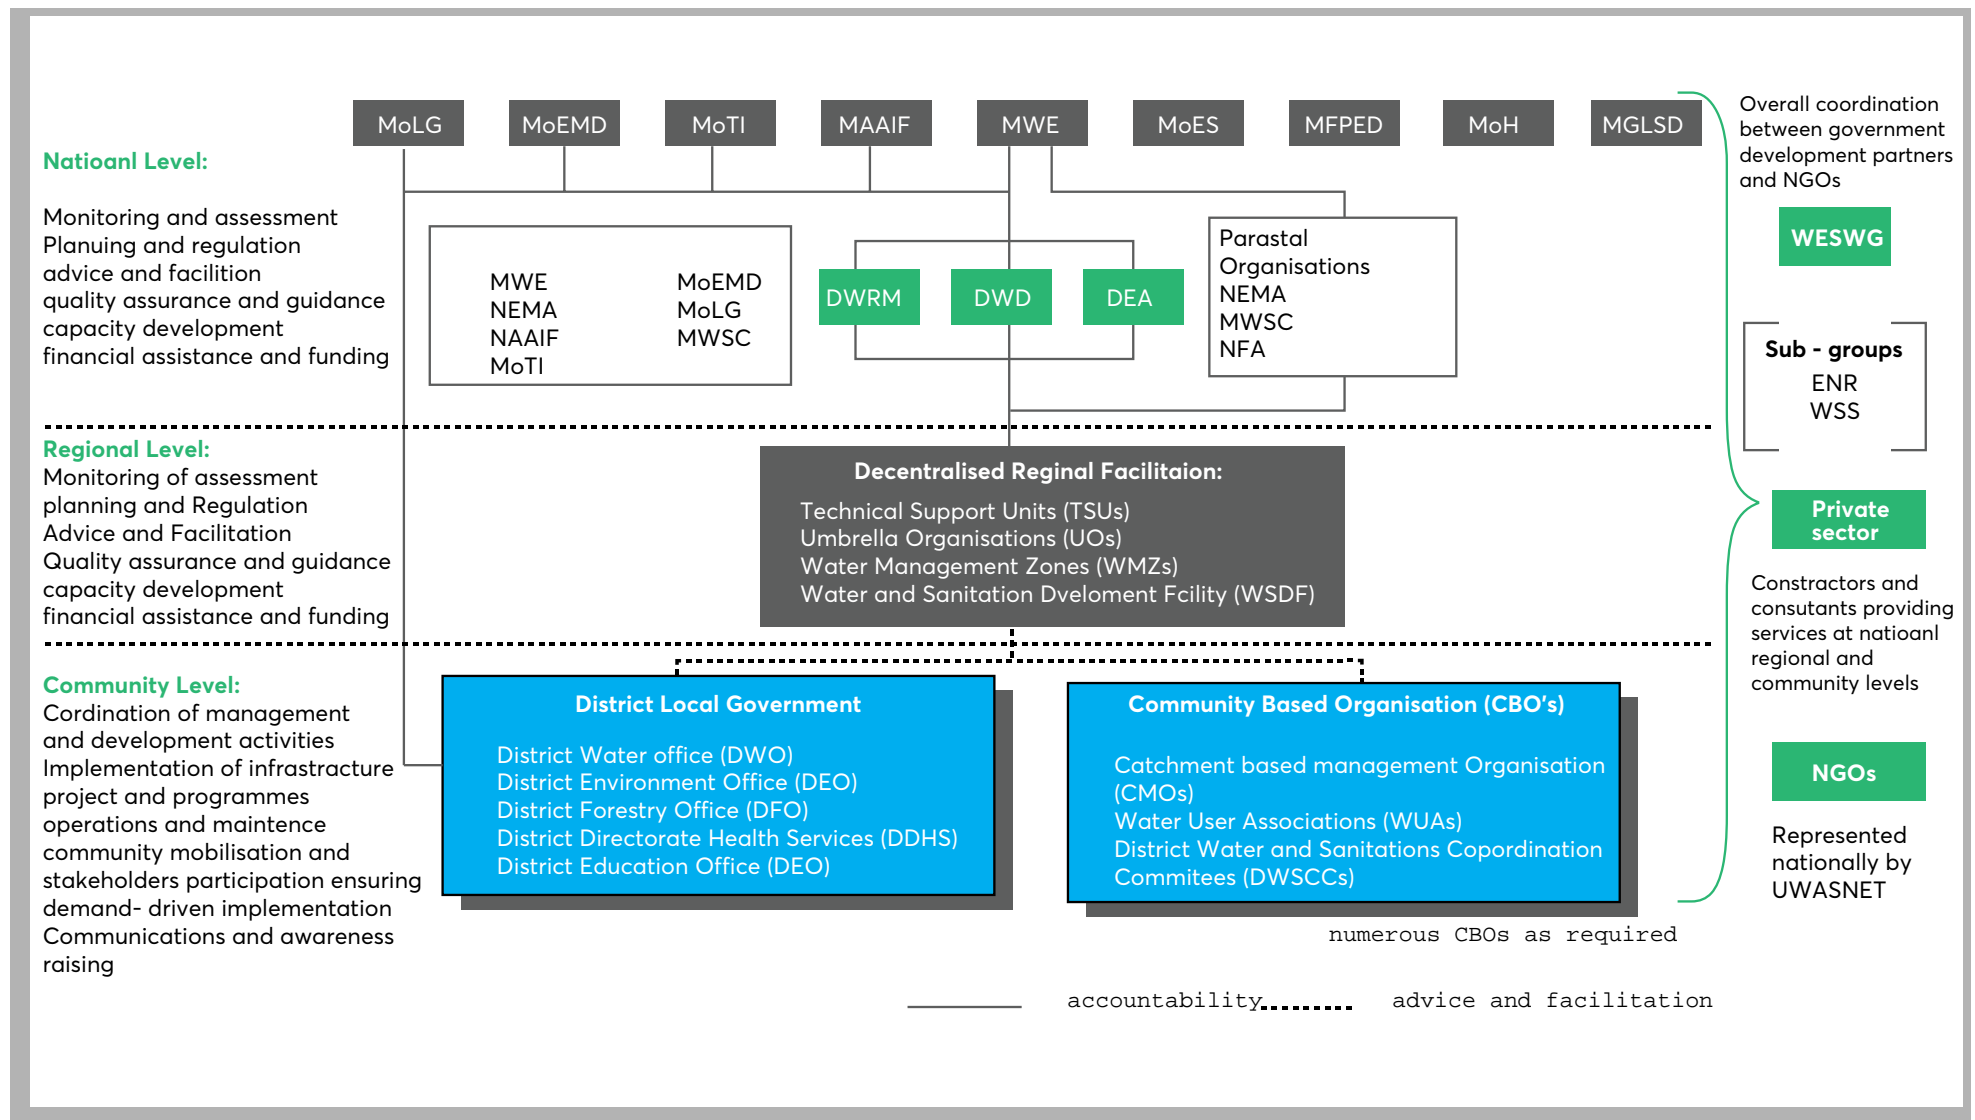 MoLG
MoEMD
MoTI
MAAIF
MWE
MoES
MFPED
MoH
MGLSD
Natioanl Level:
Monitoring and assessment
Planuing and regulation
advice and facilition
quality assurance and guidance
capacity development
financial assistance and funding
MWE
NEMA
NAAIF
MoTI
MoEMD
MoLG
MWSC
DWRM
DWD
DEA
Parastal
Organisations
NEMA
MWSC
NFA
Regional Level:
Monitoring of assessment
planning and Regulation
Advice and Facilitation
Quality assurance and guidance
capacity development
financial assistance and funding
Decentralised Reginal Facilitaion:
Technical Support Units (TSUs)
Umbrella Organisations (UOs)
Water Management Zones (WMZs)
Water and Sanitation Dveloment Fcility (WSDF)
Community Level:
Cordination of management
and development activities
Implementation of infrastracture
project and programmes
operations and maintence
community mobilisation and
stakeholders participation ensuring
demand- driven implementation
Communications and awareness
raising
District Local Government
District Water office (DWO)
District Environment Office (DEO)
District Forestry Office (DFO)
District Directorate Health Services (DDHS)
District Education Office (DEO)
Community Based Organisation (CBO's)
Catchment based management Organisation
(CMOs)
Water User Associations (WUAs)
District Water and Sanitations Copordination
Commitees (DWSCCs)
numerous CBOs as required
accountability
advice and facilitation
Overall coordination
between government
development partners
and NGOs
WESWG
Sub - groups
ENR
WSS
Private
sector
Constractors and
consutants providing
services at natioanl
regional and
community levels
NGOs
Represented
nationally by
UWASNET